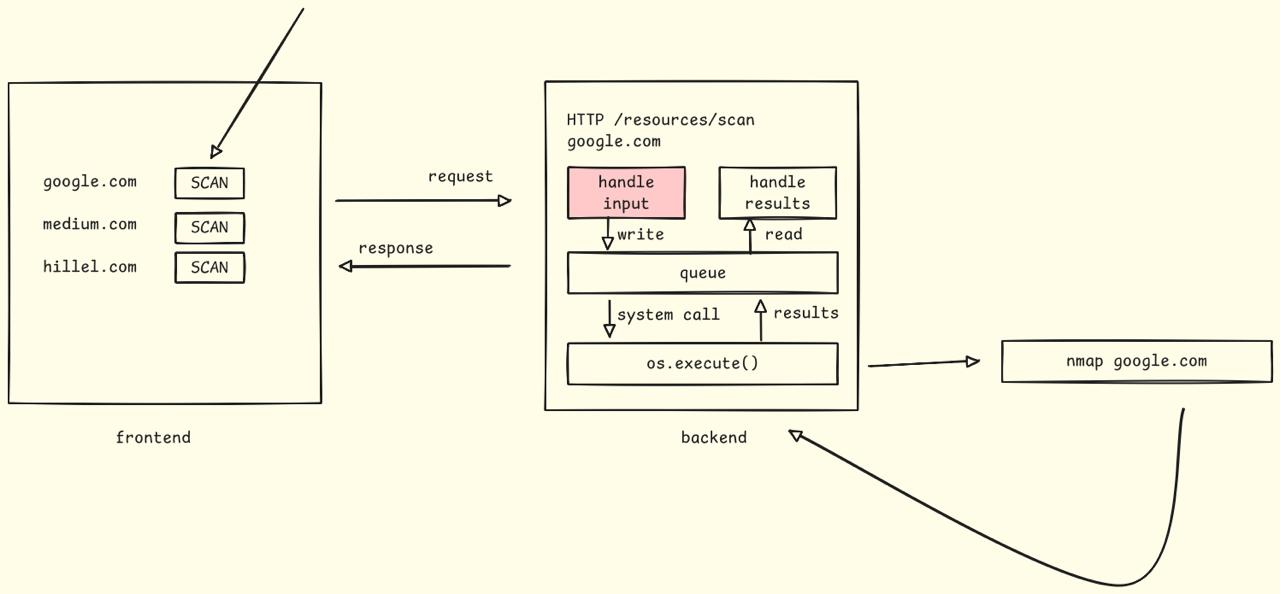 google.com SCAN
medium.com SCAN
hillel.com SCAN
frontend
request
response
HTTP /resources/scan
google.com
handle
input
handle
results
write
read
queue
system call
results
os.execute()
backend
nmap google.com